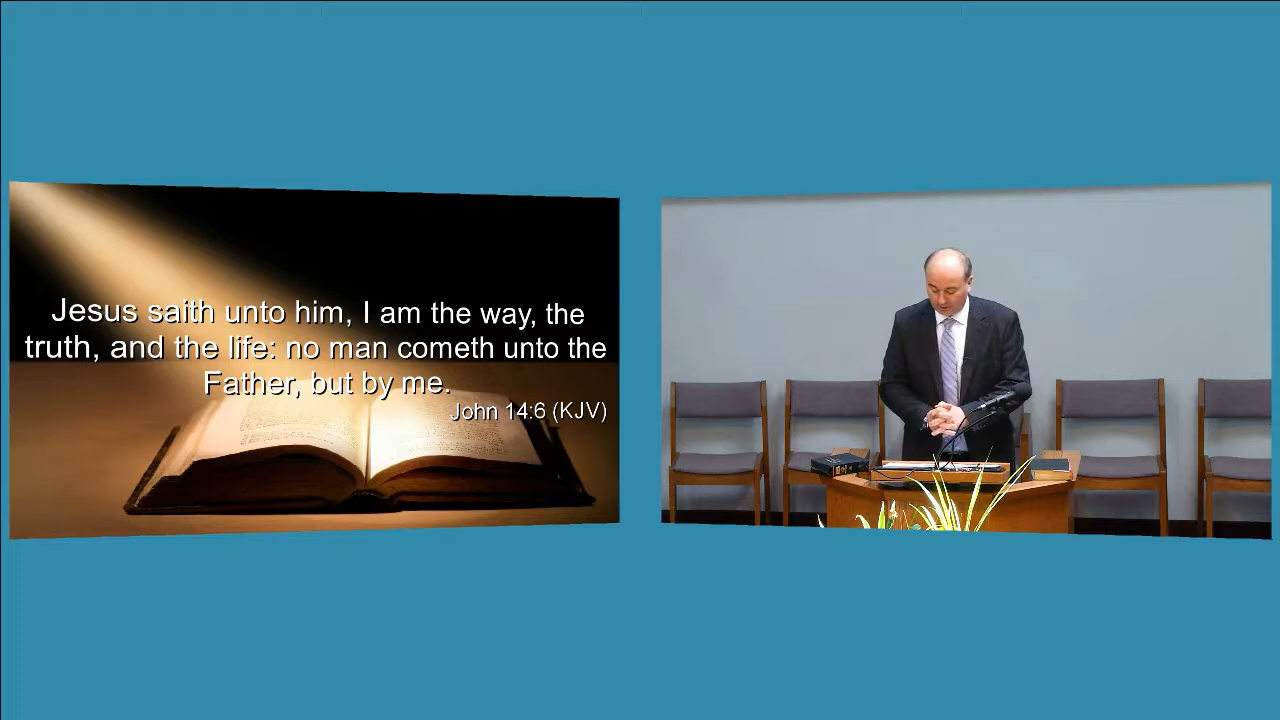 Jesus saith unto him, I am the way, the
truth, and the life: no man cometh unto the
Father, but by me.
John 14:6 (KJV)